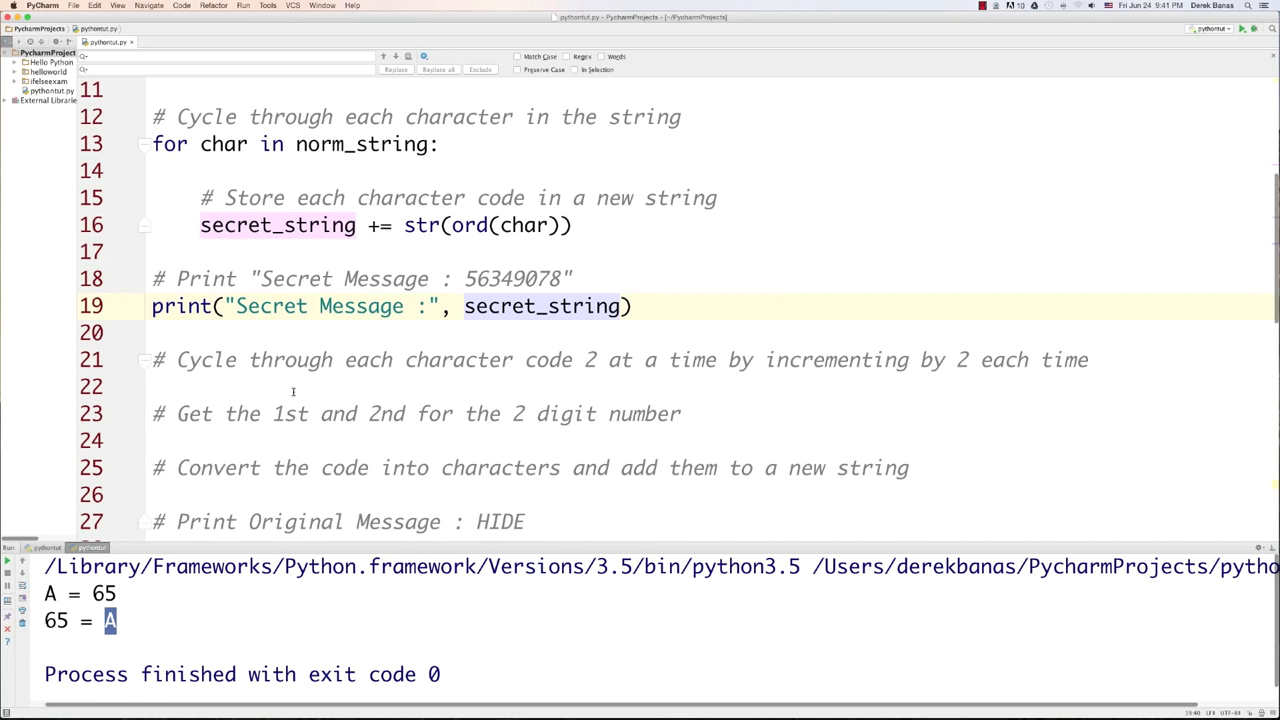 PyCharm File Edit View Navigate Code Refactor Run Tools VCS Window Help
10 Fri Jun 24 9:41 PM Derek Banas
pythontut.py - PycharmProjects - [~/PycharmProjects]
PycharmProjects pythontut.py pythontut
pythontut.py ×
PycharmProject
Hello Python
helloworld
ifelseexam
pythontut.py
External Librarie
Match Case Regex Words
Replace Replace all Exclude Preserve Case In Selection
11
12 # Cycle through each character in the string
13 for char in norm_string:
14
15 # Store each character code in a new string
16 secret_string += str(ord(char))
17
18 # Print "Secret Message : 56349078"
19 print("Secret Message :", secret_string)
20
21 # Cycle through each character code 2 at a time by incrementing by 2 each time
22
23 # Get the 1st and 2nd for the 2 digit number
24
25 # Convert the code into characters and add them to a new string
26
27 # Print Original Message : HIDE
Run: pythontut pythontut
/Library/Frameworks/Python.framework/Versions/3.5/bin/python3.5 /Users/derekbanas/PycharmProjects/pytho
A = 65
65 = A
Process finished with exit code 0
19:40 LF÷ UTF-8÷